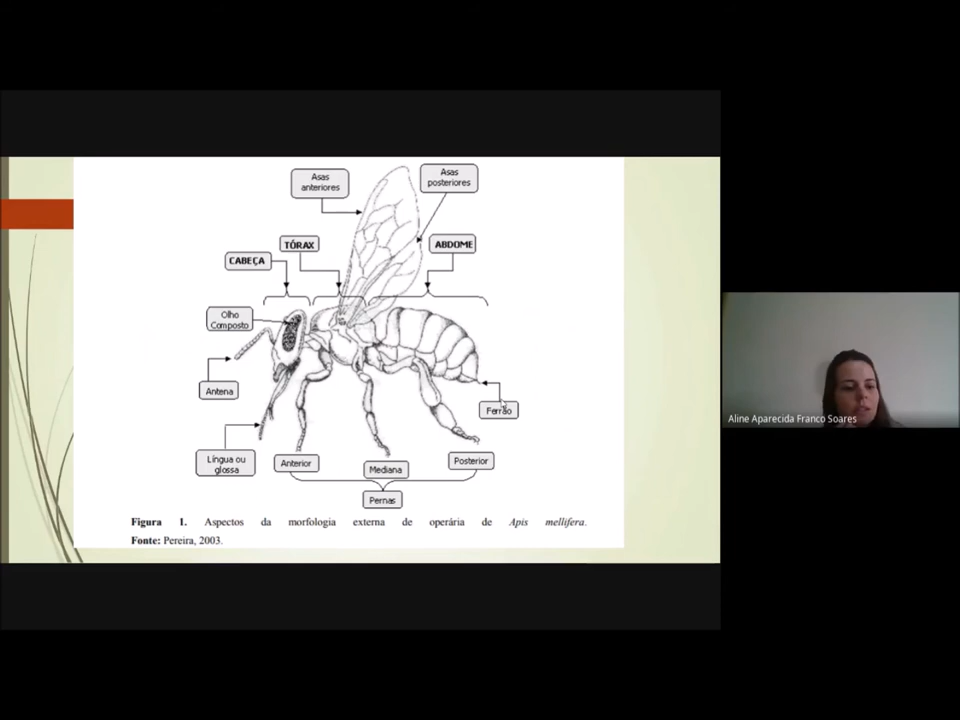 Asas
anteriores
Asas
posteriores
TÓRAX
ABDOME
CABEÇA
Olho
Composto
Antena
Ferrão
Língua ou
glossa
Anterior
Mediana
Posterior
Pernas
Figura 1. Aspectos da morfologia externa de operária de Apis mellifera.
Fonte: Pereira, 2003.
Aline Aparecida Franco Soares